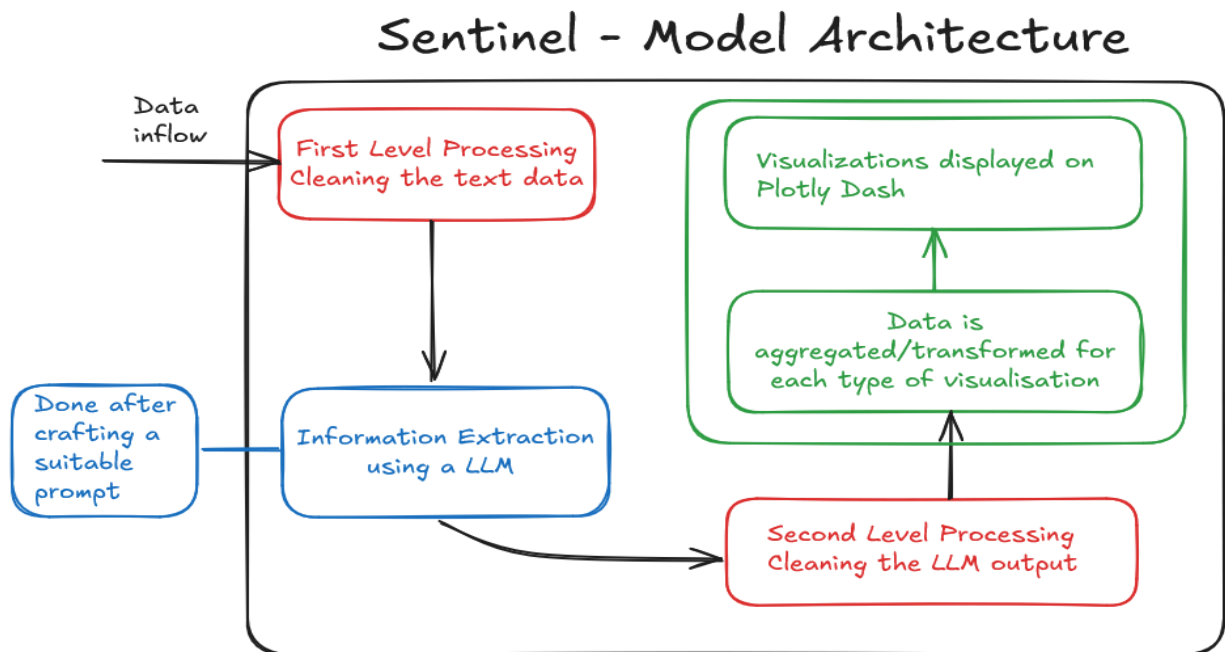 Sentinel - Model Architecture
Data
inflow
First Level Processing
Cleaning the text data
Visualizations displayed on
Plotly Dash
Data is
aggregated/transformed for
each type of visualisation
Done after
crafting a
suitable
prompt
Information Extraction
using a LLM
Second Level Processing
Cleaning the LLM output